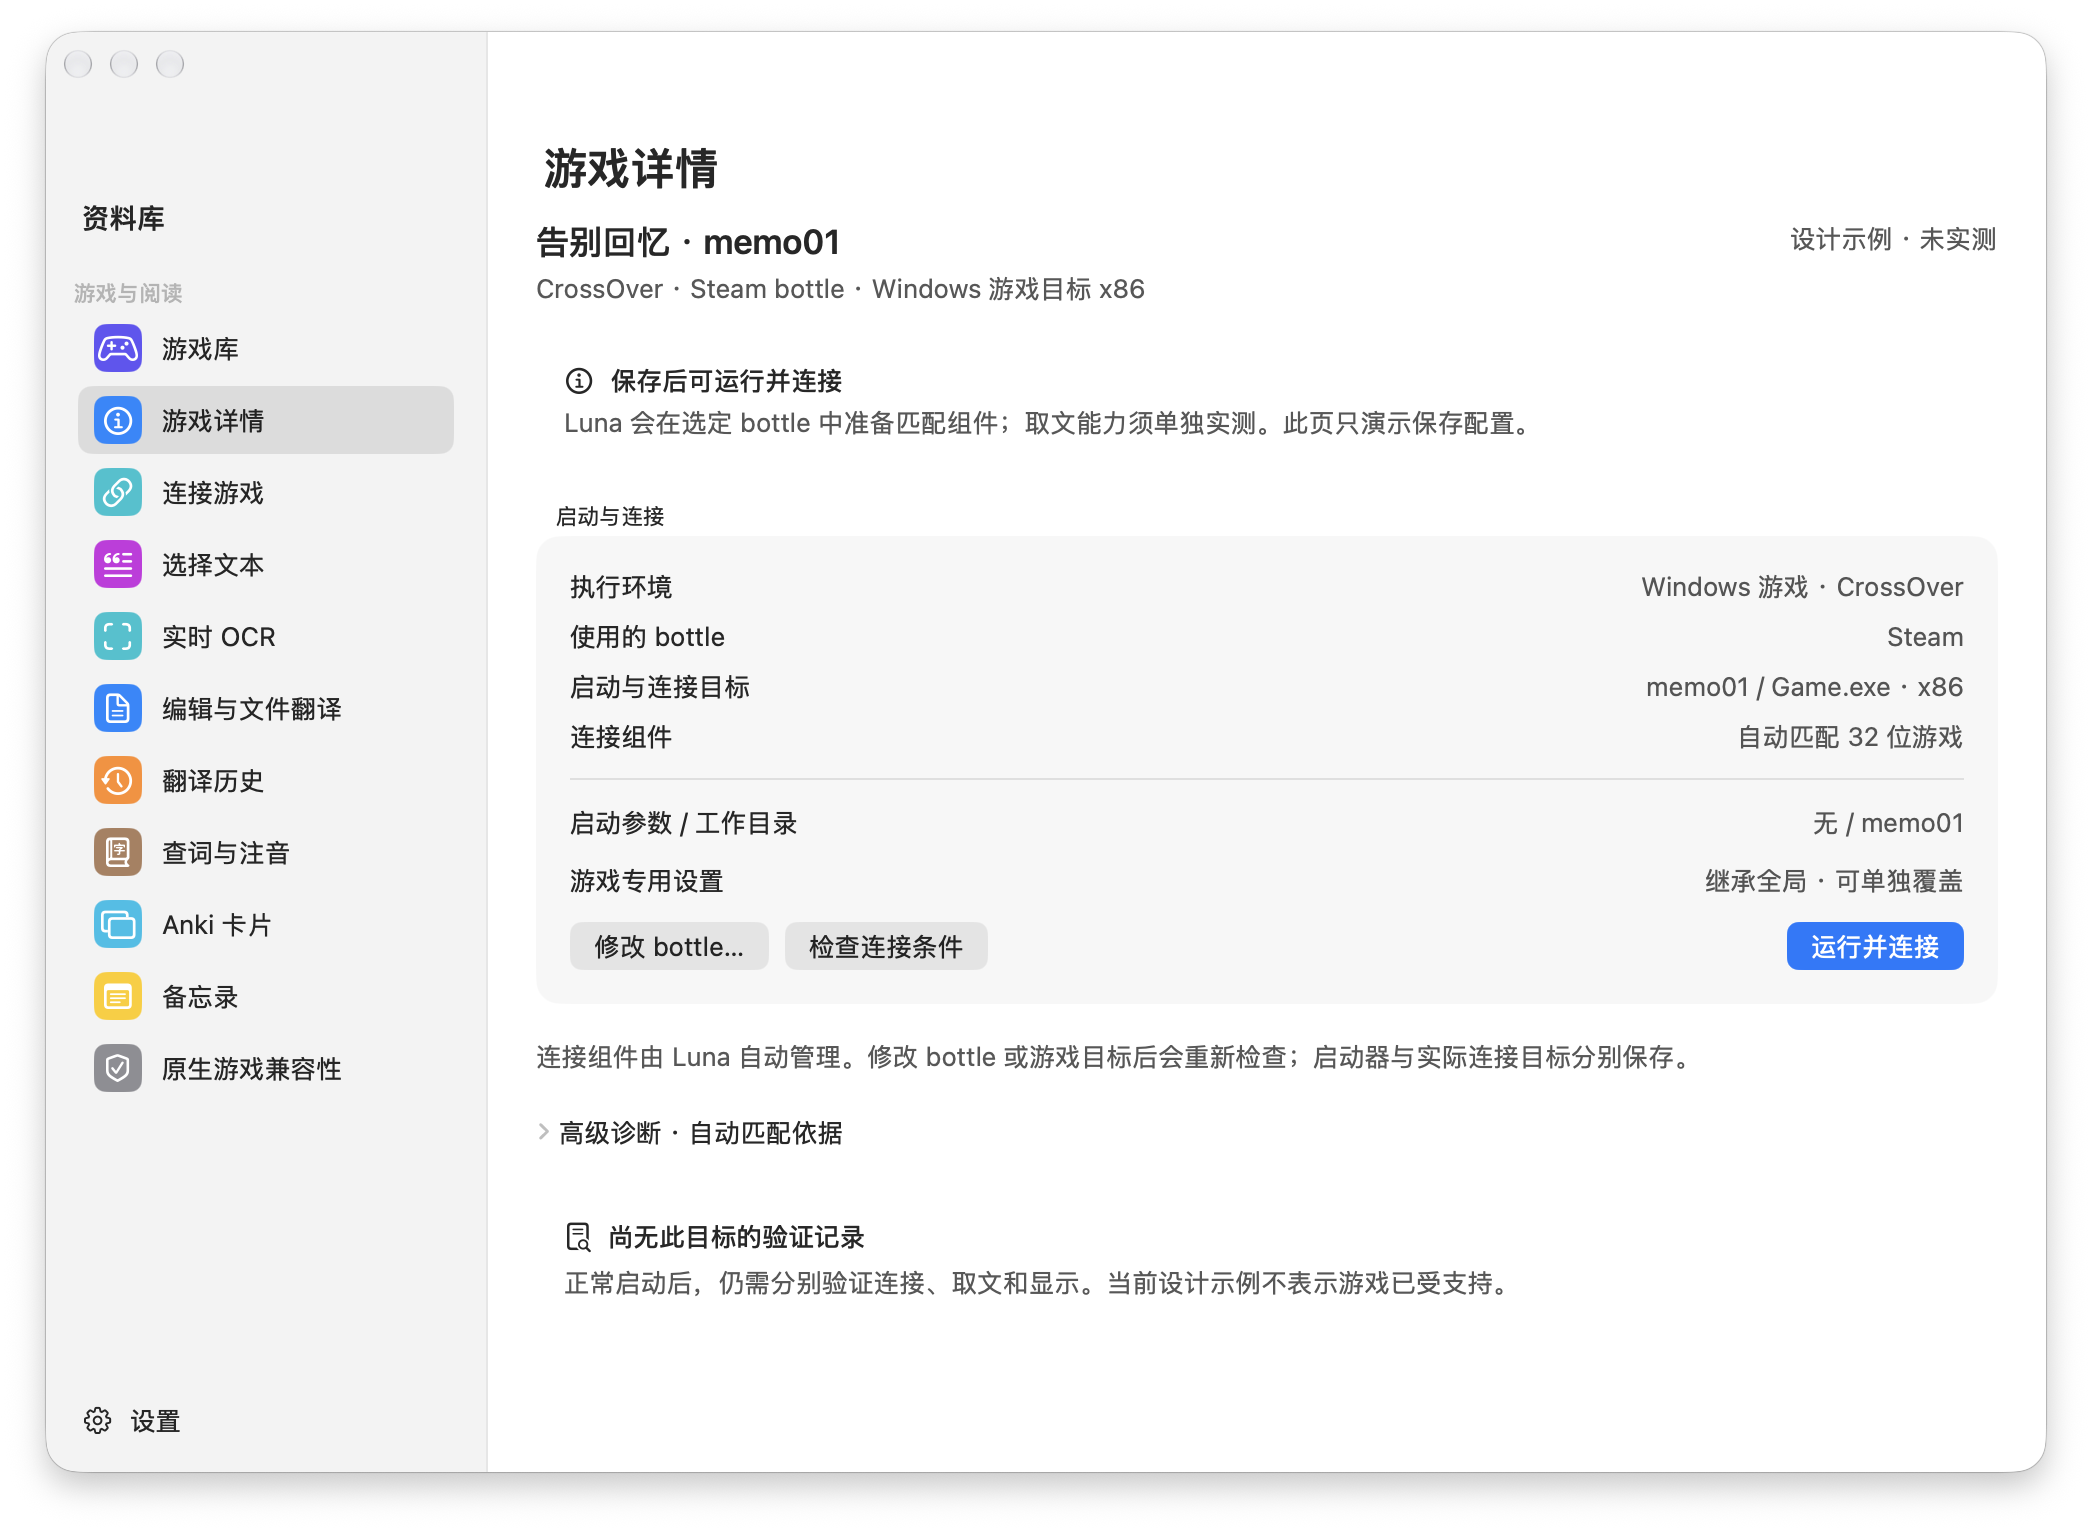 资料库
游戏与阅读
游戏库
游戏详情
连接游戏
选择文本
实时 OCR
编辑与文件翻译
翻译历史
查词与注音
Anki 卡片
备忘录
原生游戏兼容性
设置
游戏详情
告别回忆 · memo01
设计示例 · 未实测
CrossOver · Steam bottle · Windows 游戏目标 x86
保存后可运行并连接
Luna 会在选定 bottle 中准备匹配组件；取文能力须单独实测。此页只演示保存配置。
启动与连接
执行环境 Windows 游戏 · CrossOver
使用的 bottle Steam
启动与连接目标 memo01 / Game.exe · x86
连接组件 自动匹配 32 位游戏
启动参数 / 工作目录 无 / memo01
游戏专用设置 继承全局 · 可单独覆盖
修改 bottle... 检查连接条件 运行并连接
连接组件由 Luna 自动管理。修改 bottle 或游戏目标后会重新检查；启动器与实际连接目标分别保存。
高级诊断 · 自动匹配依据
尚无此目标的验证记录
正常启动后，仍需分别验证连接、取文和显示。当前设计示例不表示游戏已受支持。